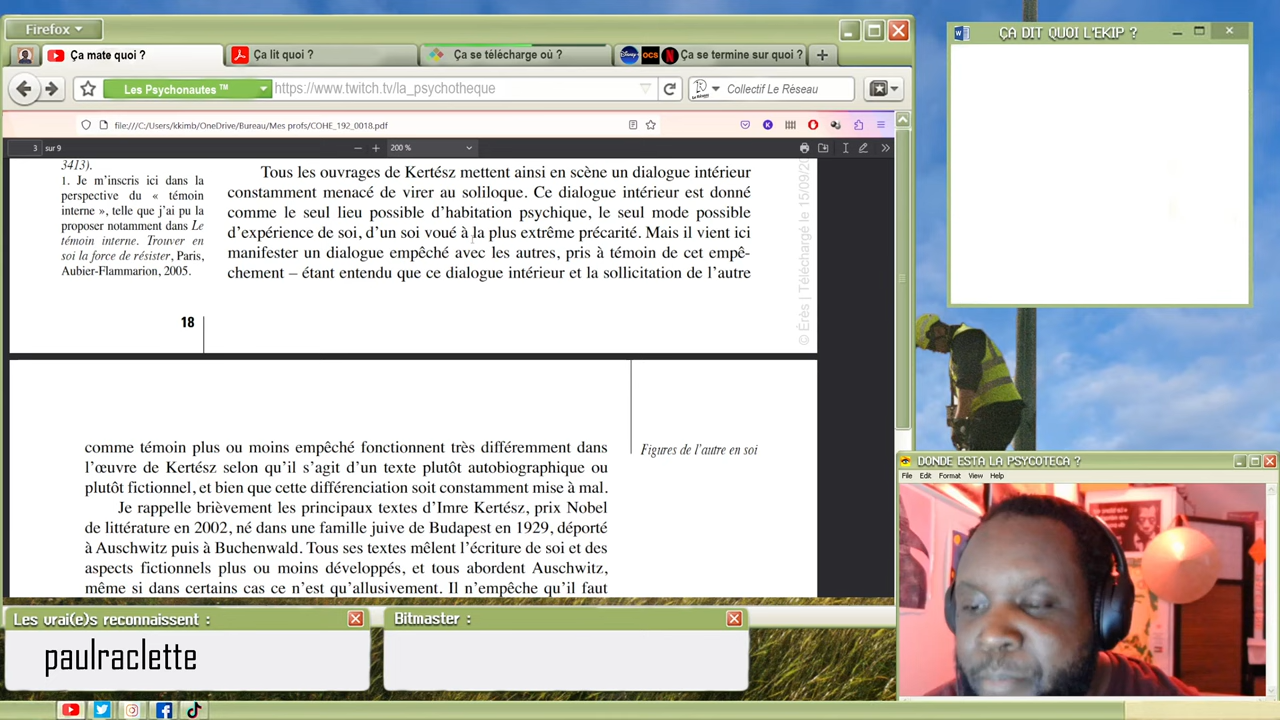 Firefox
Ça mate quoi ?
Ça lit quoi ?
Ça se télécharge où ?
Disney+
OCS
Ça se termine sur quoi ?
Les Psychonautes ™
https://www.twitch.tv/la_psychotheque
Collectif Le Réseau
file:///C:/Users/kkimb/OneDrive/Bureau/Mes profs/COHE_192_0018.pdf
3 sur 9
200 %
3413).
1. Je m'inscris ici dans la
perspective du « témoin
interne », telle que j'ai pu la
proposer notamment dans Le
témoin interne. Trouver en
soi la force de résister, Paris,
Aubier-Flammarion, 2005.
Tous les ouvrages de Kertész mettent ainsi en scène un dialogue intérieur
constamment menacé de virer au soliloque. Ce dialogue intérieur est donné
comme le seul lieu possible d'habitation psychique, le seul mode possible
d'expérience de soi, d'un soi voué à la plus extrême précarité. Mais il vient ici
manifester un dialogue empêché avec les autres, pris à témoin de cet empê-
chement – étant entendu que ce dialogue intérieur et la sollicitation de l'autre
© Érès | Téléchargé le 15/09/20
18
comme témoin plus ou moins empêché fonctionnent très différemment dans
l'œuvre de Kertész selon qu'il s'agit d'un texte plutôt autobiographique ou
plutôt fictionnel, et bien que cette différenciation soit constamment mise à mal.
Je rappelle brièvement les principaux textes d'Imre Kertész, prix Nobel
de littérature en 2002, né dans une famille juive de Budapest en 1929, déporté
à Auschwitz puis à Buchenwald. Tous ses textes mêlent l'écriture de soi et des
aspects fictionnels plus ou moins développés, et tous abordent Auschwitz,
même si dans certains cas ce n'est qu'allusivement. Il n'empêche qu'il faut
Figures de l'autre en soi
ÇA DIT QUOI L'EKIP ?
DONDE ESTA LA PSYCOTECA ?
File Edit Format View Help
Les vrai(e)s reconnaissent :
paulraclette
Bitmaster :